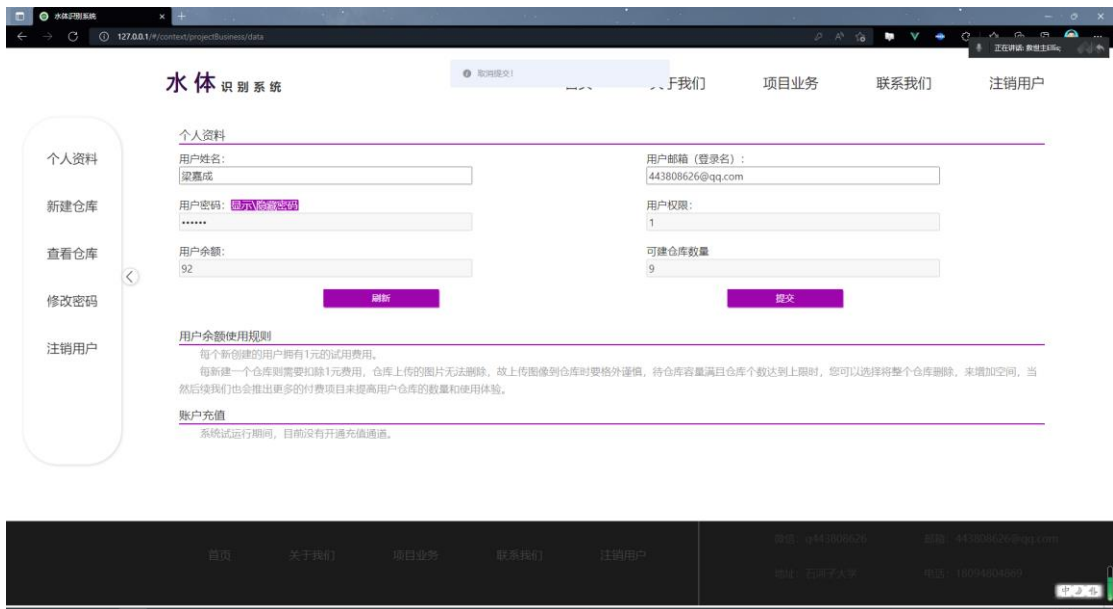 水体识别系统
127.0.0.1/#/context/projectBusiness/data
正在讲话:
水体 识别系统
取消提交!
关于我们
项目业务
联系我们
注销用户
个人资料
新建仓库
查看仓库
修改密码
注销用户
个人资料
用户姓名:
梁嘉成
用户邮箱（登录名）:
443808626@qq.com
用户密码: 显示\隐藏密码
••••••
用户权限:
1
用户余额:
92
可建仓库数量
9
刷新
提交
用户余额使用规则
每个新创建的用户拥有1元的试用费用。
每新建一个仓库则需要扣除1元费用，仓库上传的图片无法删除，故上传图像到仓库时要格外谨慎，待仓库容量满且仓库个数达到上限时，您可以选择将整个仓库删除，来增加空间，当
然后续我们也会推出更多的付费项目来提高用户仓库的数量和使用体验。
账户充值
系统试运行期间，目前没有开通充值通道。
首页
关于我们
项目业务
联系我们
注销用户
微信: q443808626
邮箱: 443808626@qq.com
地址: 石河子大学
电话: 18094804869
中